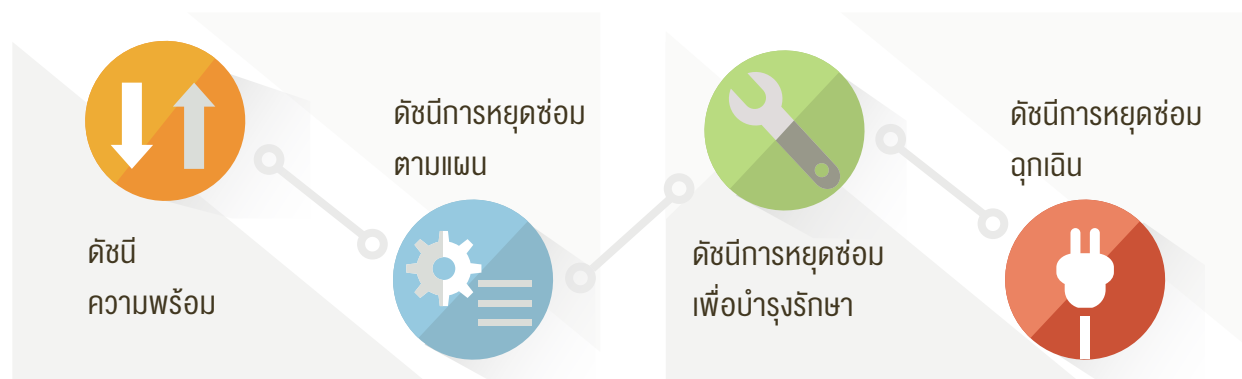 ดัชนี
ความพร้อม
ดัชนีการหยุดซ่อม
ตามแผน
ดัชนีการหยุดซ่อม
เพื่อบำรุงรักษา
ดัชนีการหยุดซ่อม
ฉุกเฉิน